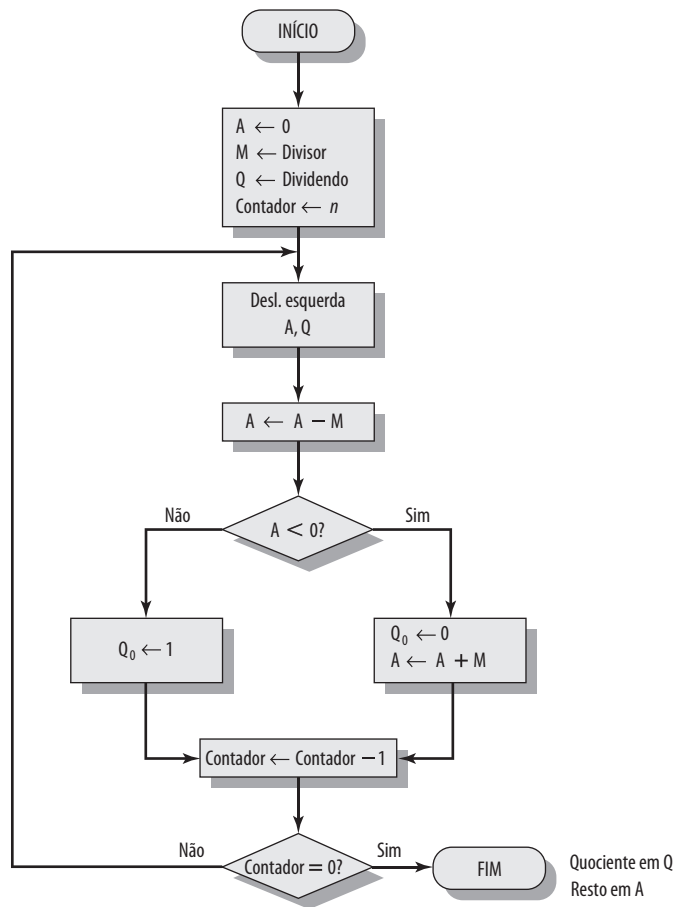 INÍCIO
A ← 0
M ← Divisor
Q ← Dividendo
Contador ← n
Desl. esquerda
A, Q
A ← A − M
Não
A < 0?
Sim
Q₀ ← 1
Q₀ ← 0
A ← A + M
Contador ← Contador − 1
Não
Contador = 0?
Sim
FIM
Quociente em Q
Resto em A